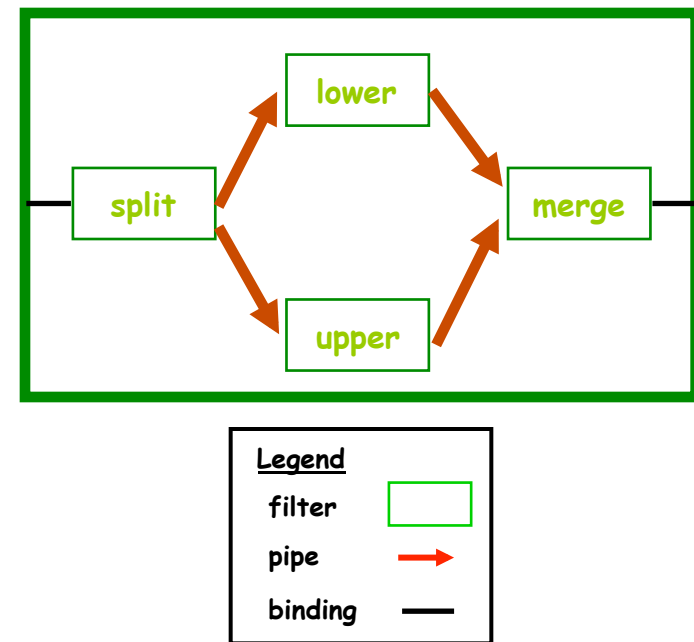 lower
split
merge
upper
Legend
filter
pipe
binding